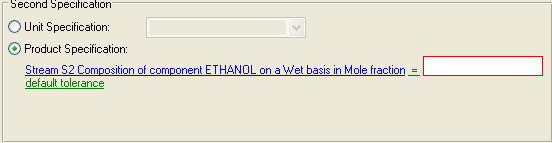 Second Specification
Unit Specification:
Product Specification:
Stream S2 Composition of component ETHANOL on a Wet basis in Mole fraction =
default tolerance